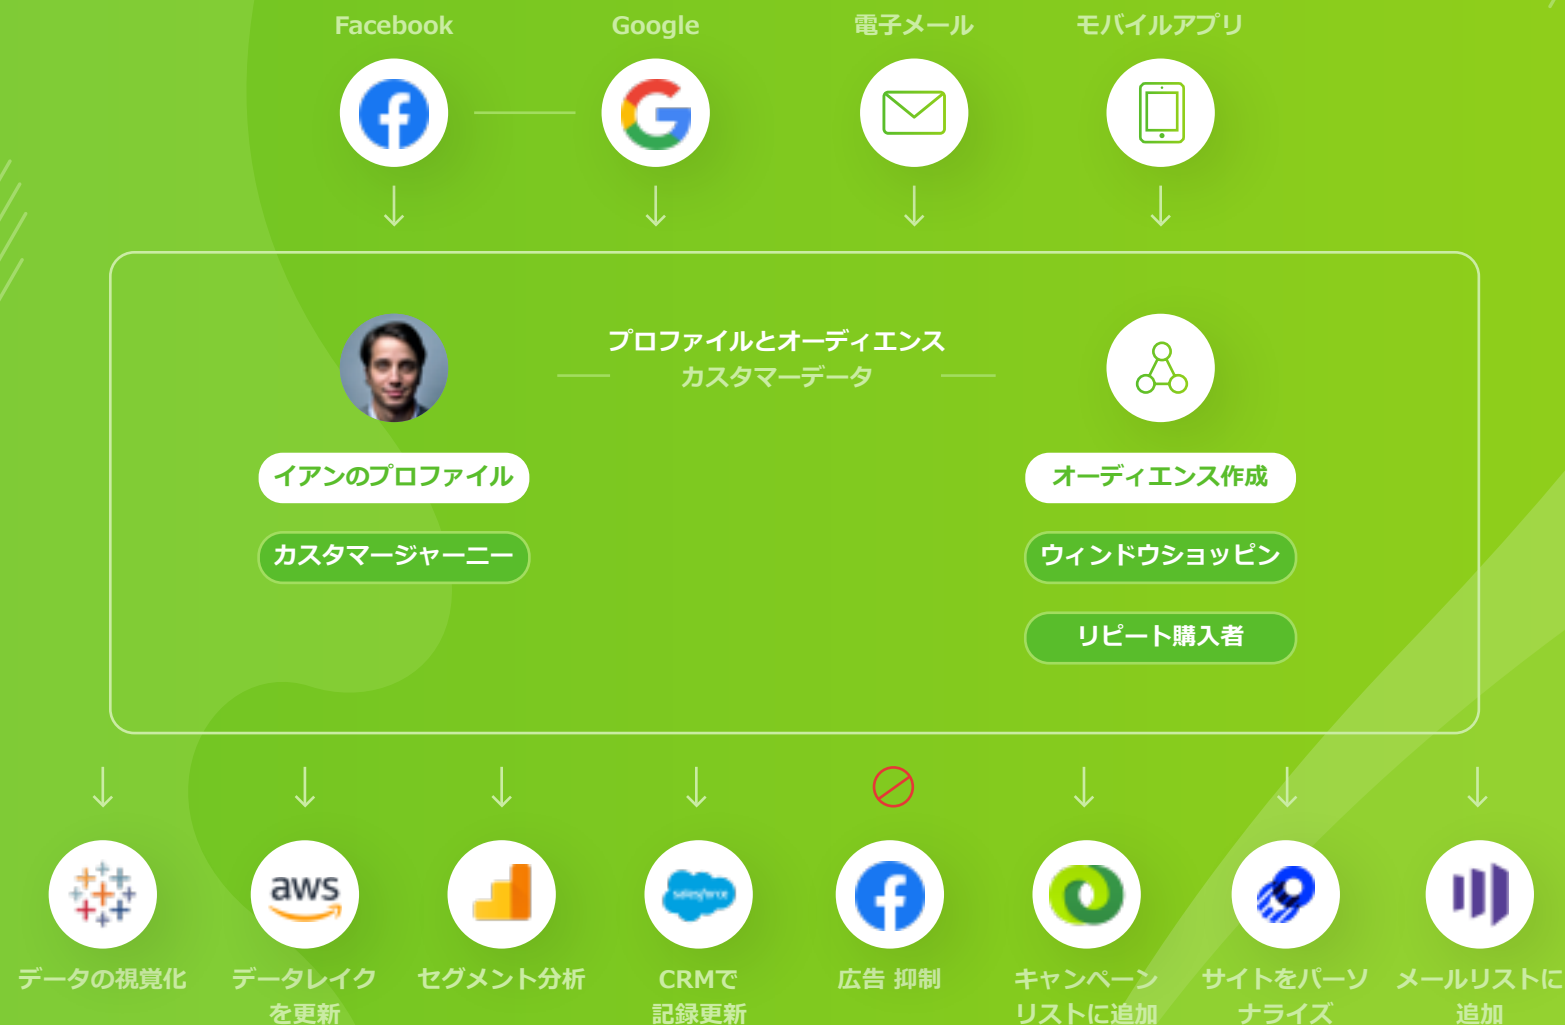 Facebook
Google
電子メール
モバイルアプリ
プロファイルとオーディエンス
カスタマーデータ
イアンのプロファイル
オーディエンス作成
カスタマージャーニー
ウィンドウショッピン
リピート購入者
aws
salesforce
データの視覚化
データレイク
を更新
セグメント分析
CRMで
記録更新
広告 抑制
キャンペーン
リストに追加
サイトをパーソ
ナライズ
メールリストに
追加